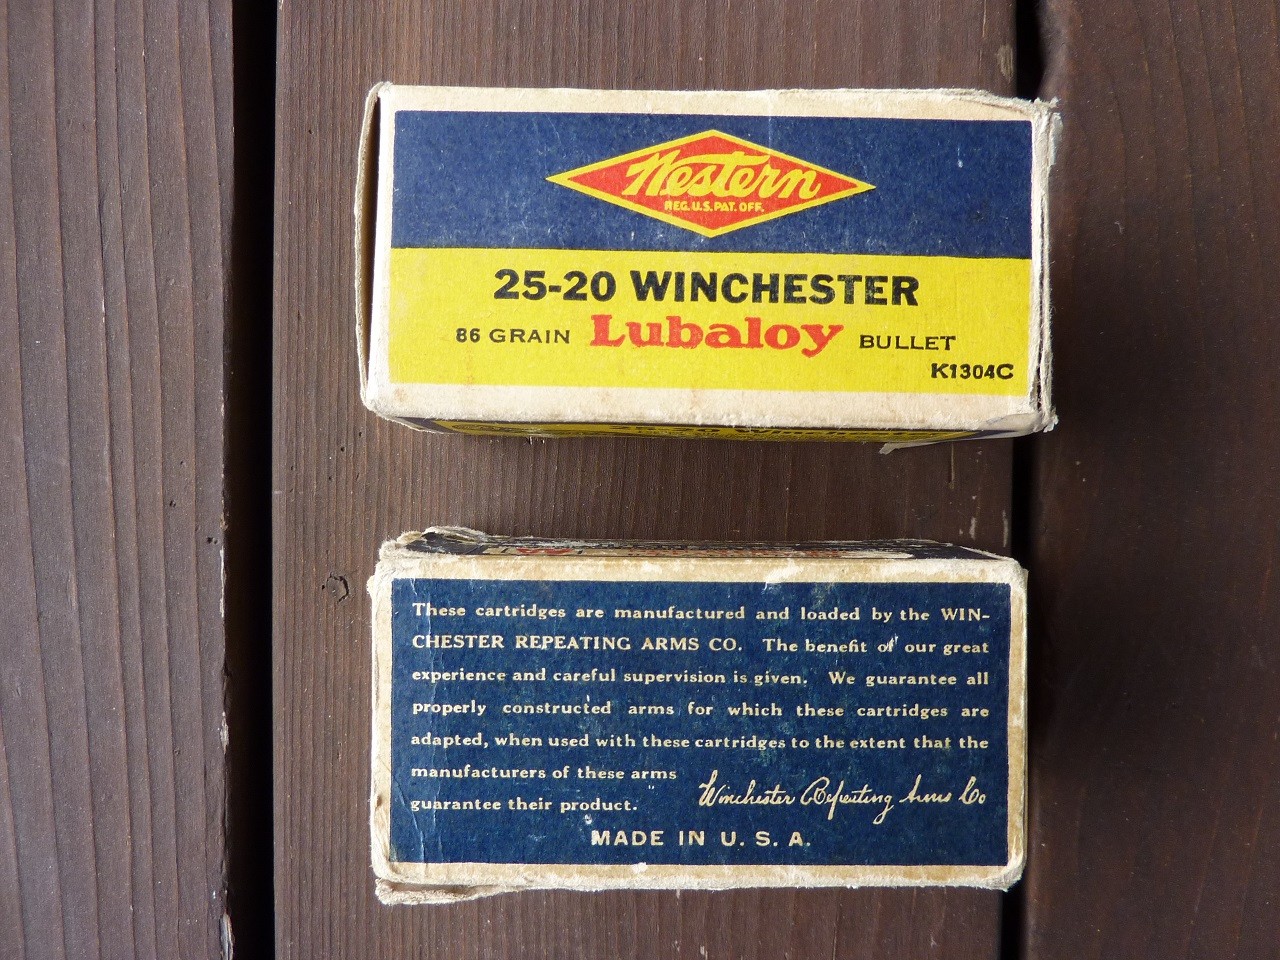 Western
REG. U.S. PAT. OFF.
25-20 WINCHESTER
86 GRAIN Lubaloy BULLET
K1304C
25-20 Winchester
These cartridges are manufactured and loaded by the WIN-
CHESTER REPEATING ARMS CO. The benefit of our great
experience and careful supervision is given. We guarantee all
properly constructed arms for which these cartridges are
adapted, when used with these cartridges to the extent that the
manufacturers of these arms
guarantee their product. Winchester Repeating Arms Co
MADE IN U. S. A.